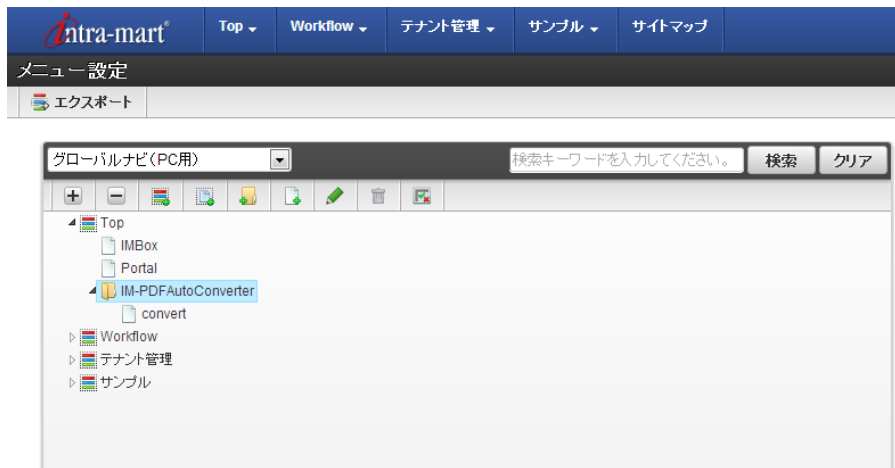 intra-mart Top Workflow テナント管理 サンプル サイトマップ
メニュー設定
エクスポート
グローバルナビ(PC用) 検索キーワードを入力してください。 検索 クリア
Top
IMBox
Portal
IM-PDFAutoConverter
convert
Workflow
テナント管理
サンプル